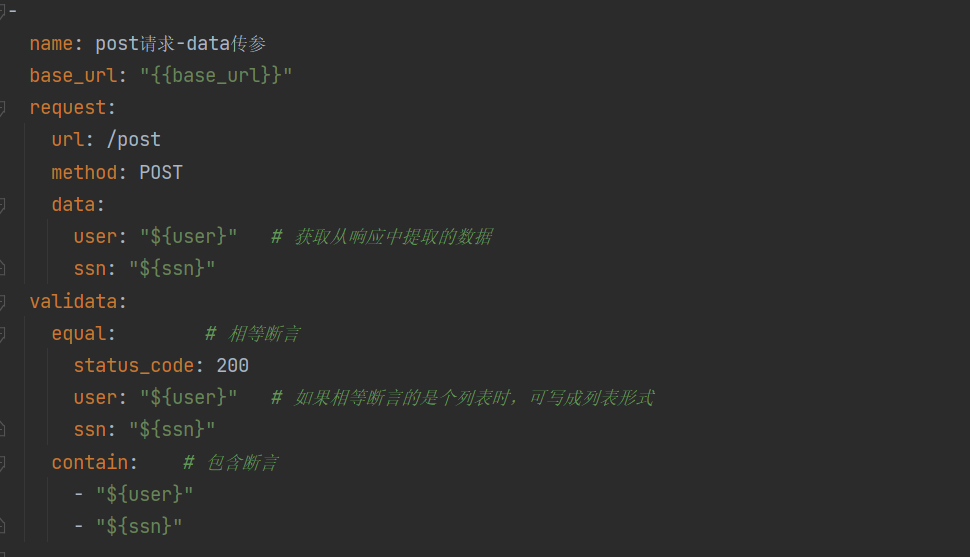 -
name: post请求-data传参
base_url: "{{base_url}}"
request:
url: /post
method: POST
data:
user: "${user}"   # 获取从响应中提取的数据
ssn: "${ssn}"
validata:
equal:        # 相等断言
status_code: 200
user: "${user}"   # 如果相等断言的是个列表时，可写成列表形式
ssn: "${ssn}"
contain:    # 包含断言
- "${user}"
- "${ssn}"